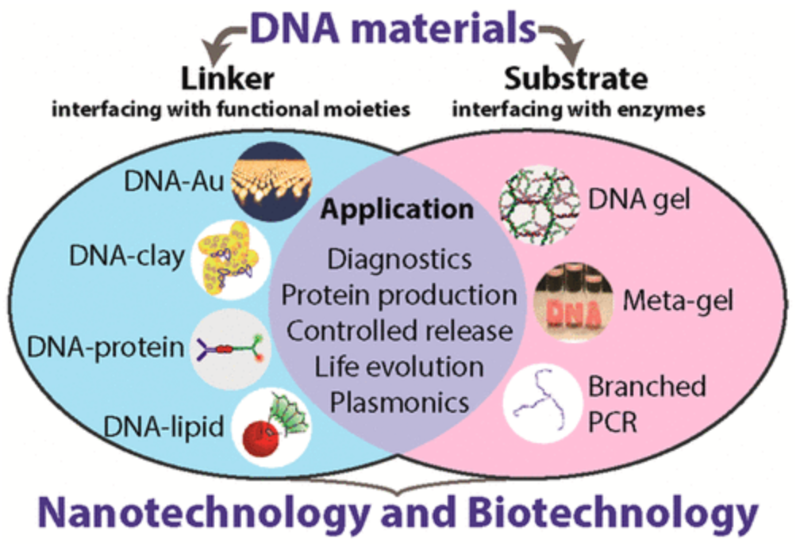 DNA materials
Linker
interfacing with functional moieties
Substrate
interfacing with enzymes
DNA-Au
DNA-clay
DNA-protein
DNA-lipid
Application
Diagnostics
Protein production
Controlled release
Life evolution
Plasmonics
DNA gel
Meta-gel
DNA
Branched
PCR
Nanotechnology and Biotechnology